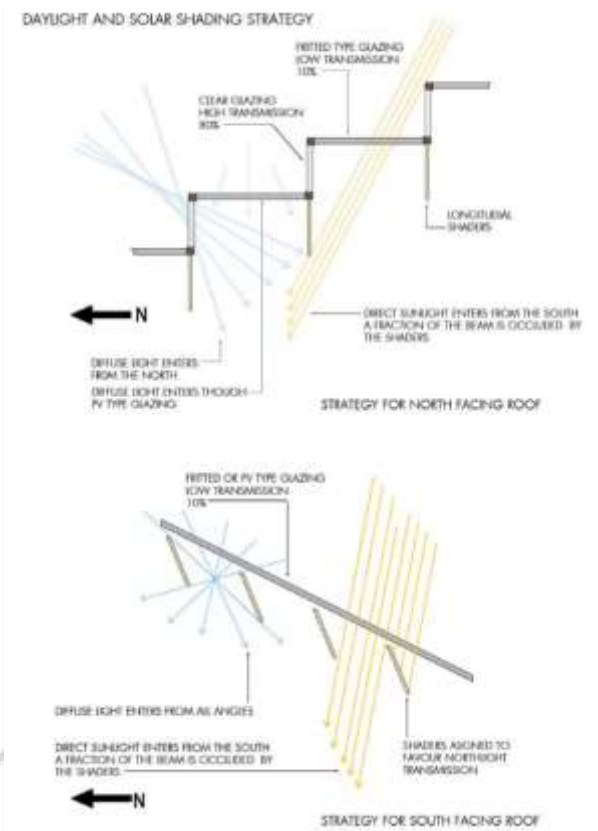 DAYLIGHT AND SOLAR SHADING STRATEGY
FRITTED TYPE GLAZING
LOW TRANSMISSION
10%
CLEAR GLAZING
HIGH TRANSMISSION
80%
LONGITUDIAL
SHADERS
N
DIRECT SUNLIGHT ENTERS FROM THE SOUTH
A FRACTION OF THE BEAM IS OCCLUDED BY
THE SHADERS
DIFFUSE LIGHT ENTERS
FROM THE NORTH
DIFFUSE LIGHT ENTERS THOUGH
PV TYPE GLAZING
STRATEGY FOR NORTH FACING ROOF
FRITTED OR PV TYPE GLAZING
LOW TRANSMISSION
10%
DIFFUSE LIGHT ENTERS FROM ALL ANGLES
DIRECT SUNLIGHT ENTERS FROM THE SOUTH
A FRACTION OF THE BEAM IS OCCLUDED BY
THE SHADERS
SHADERS ALIGNED TO
FAVOUR NORTHLIGHT
TRANSMISSION
N
STRATEGY FOR SOUTH FACING ROOF